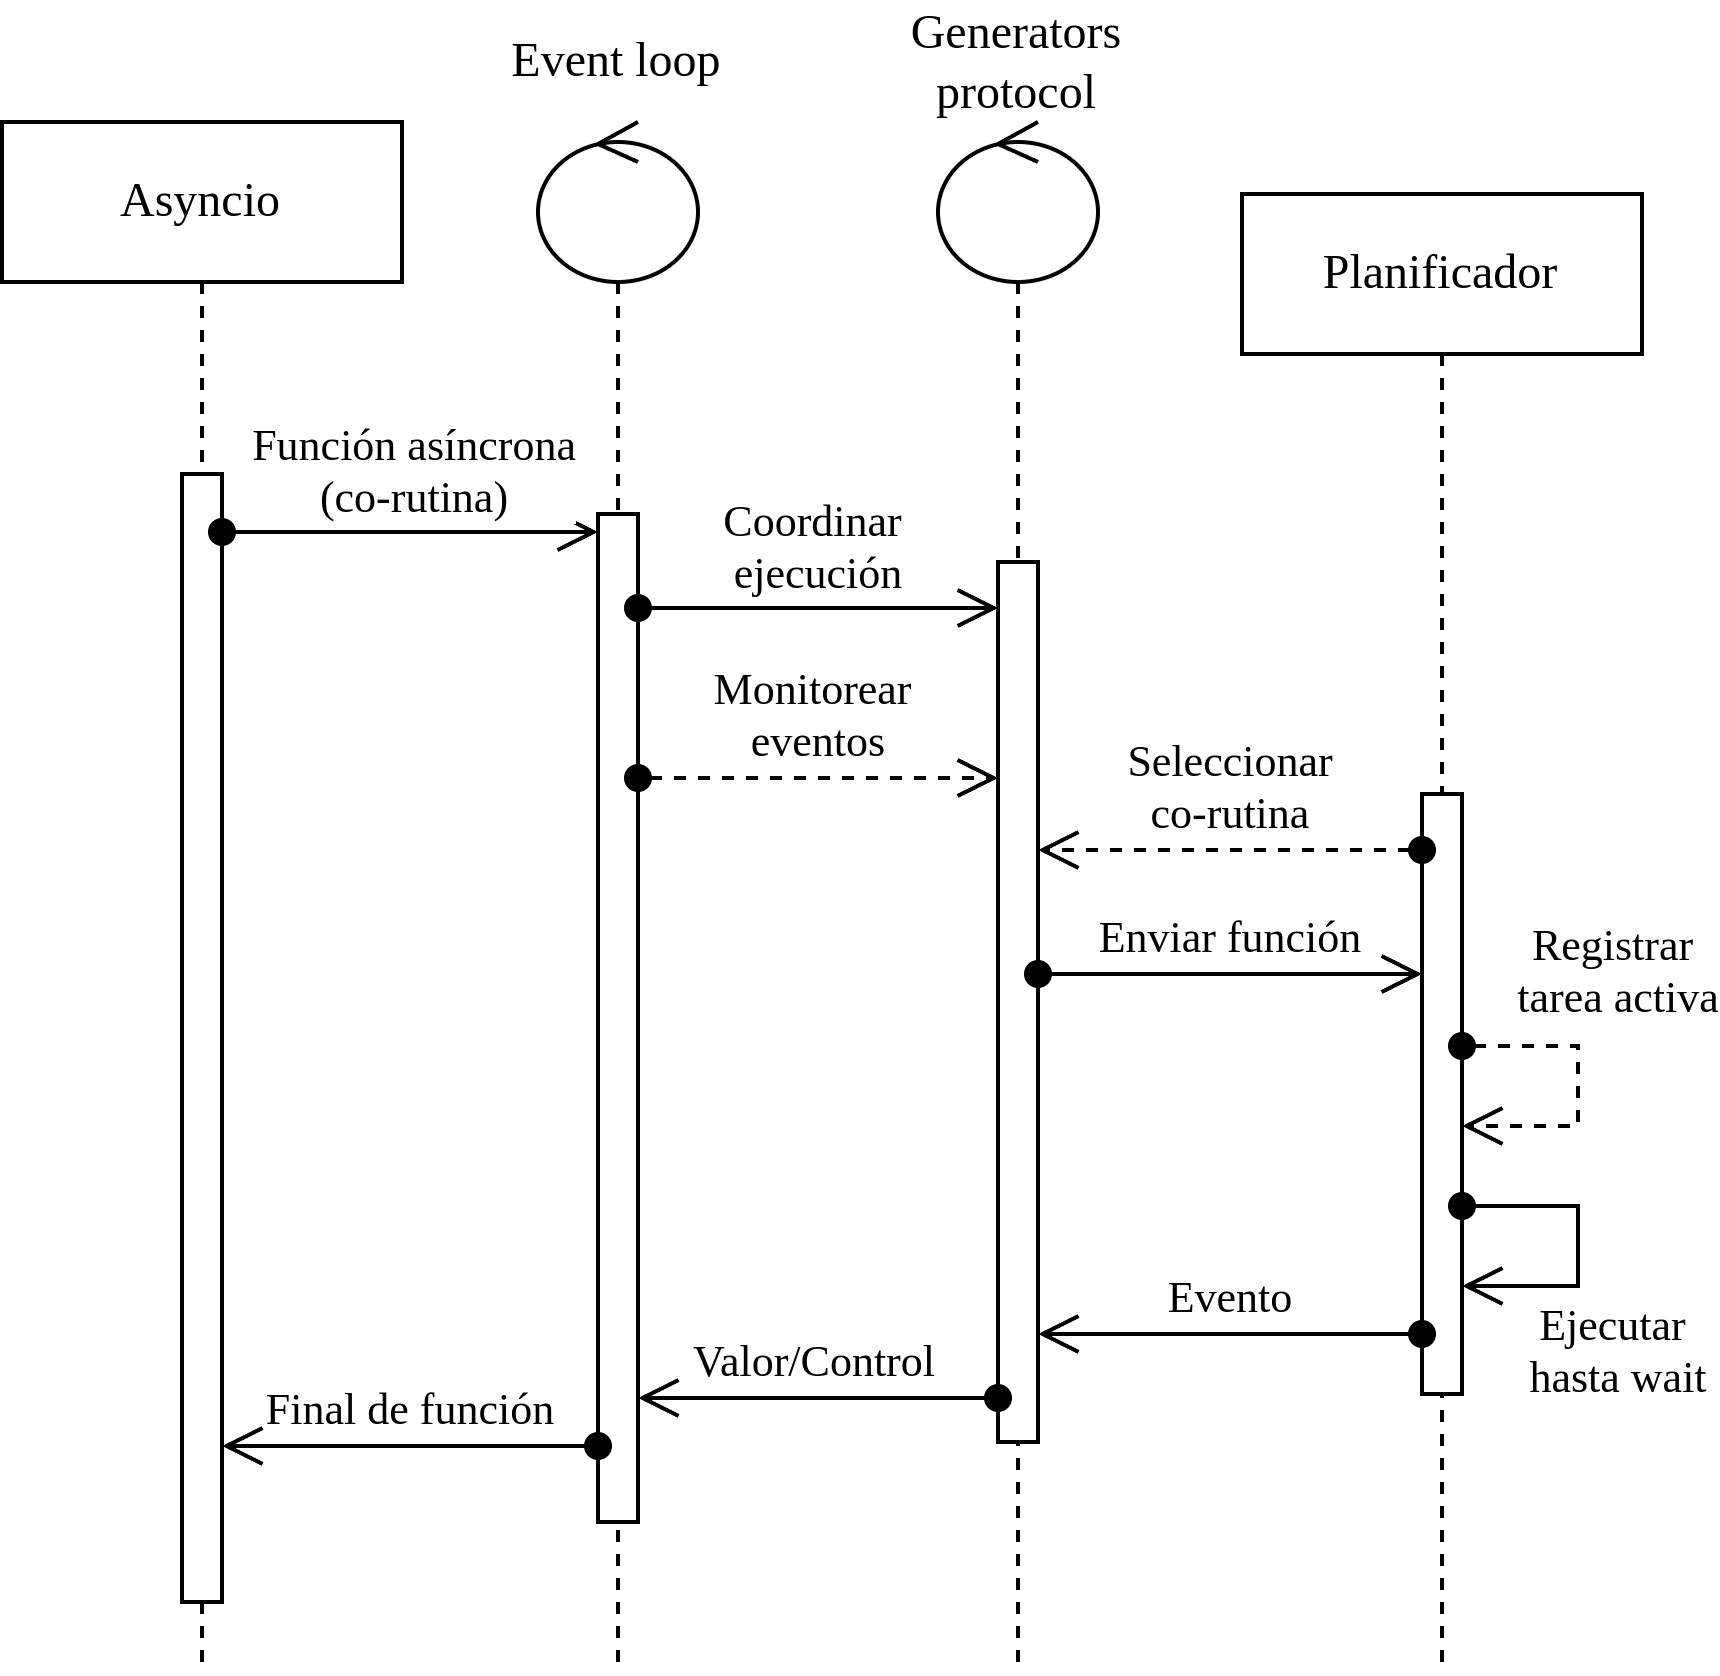 Generators
protocol
Event loop
Asyncio
Planificador
Función asíncrona
(co-rutina)
Coordinar
ejecución
Monitorear
eventos
Seleccionar
co-rutina
Enviar función
Registrar
tarea activa
Evento
Ejecutar
hasta wait
Valor/Control
Final de función